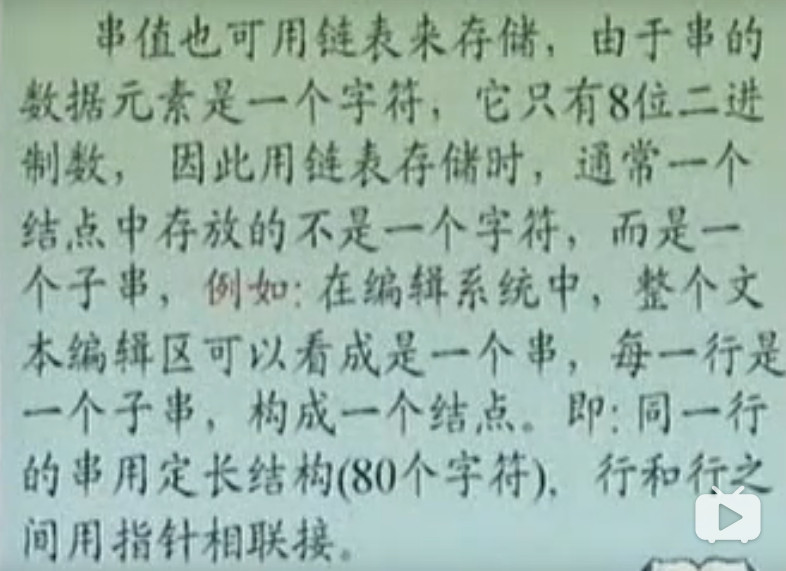 串值也可用链表来存储，由于串的
数据元素是一个字符，它只有8位二进
制数，因此用链表存储时，通常一个
结点中存放的不是一个字符，而是一
个子串，例如:在编辑系统中，整个文
本编辑区可以看成是一个串，每一行是
一个子串，构成一个结点。即:同一行
的串用定长结构(80个字符)，行和行之
间用指针相联接。